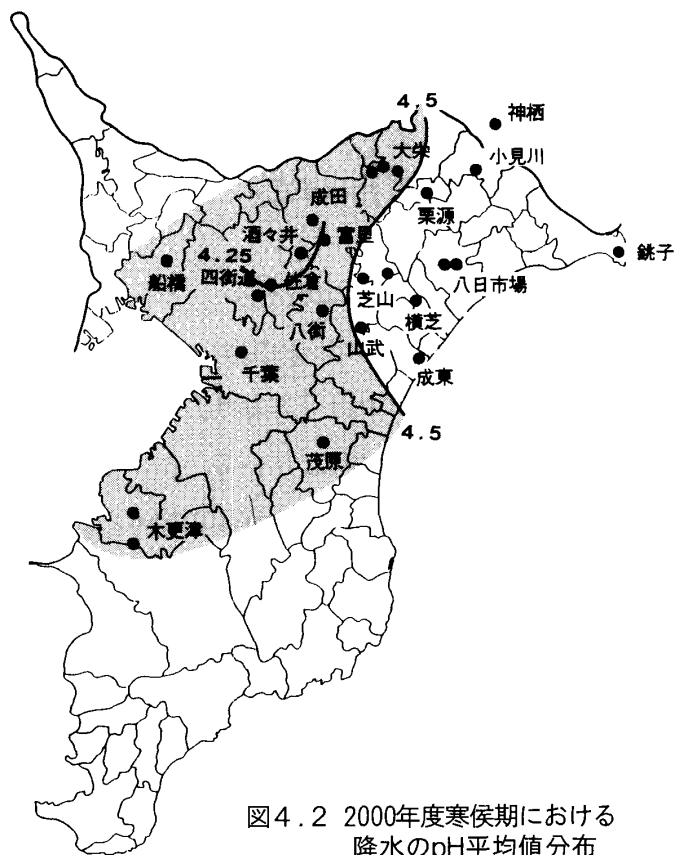 4.5
神栖
大栄
小見川
成田
栗源
酒々井
富里
銚子
4.25
船橋
四街道
佐倉
八日市場
芝山
八街
横芝
山武
千葉
成東
4.5
茂原
木更津
図4.2 2000年度寒侯期における
降水のpH平均値分布